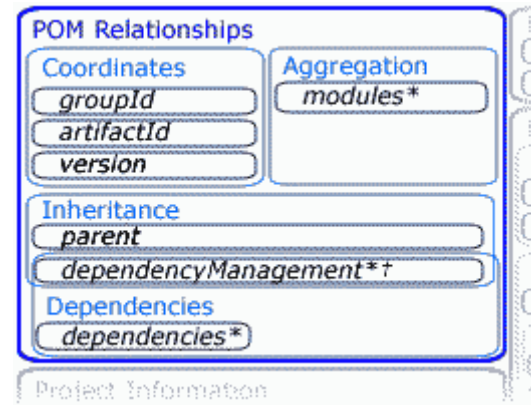 POM Relationships
Coordinates
groupId
artifactId
version
Aggregation
modules*
Inheritance
parent
dependencyManagement*†
Dependencies
dependencies*
Project Information